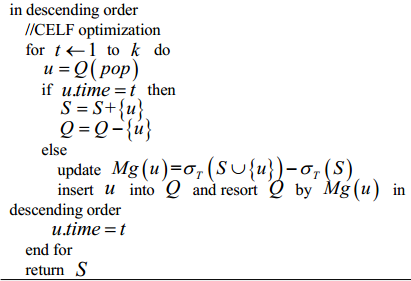 in descending order
//CELF optimization
for t ← 1 to k do
u = Q(pop)
if u.time = t then
S = S+{u}
Q = Q−{u}
else
update Mg(u)=σ_T(S∪{u})−σ_T(S)
insert u into Q and resort Q by Mg(u) in
descending order
u.time = t
end for
return S